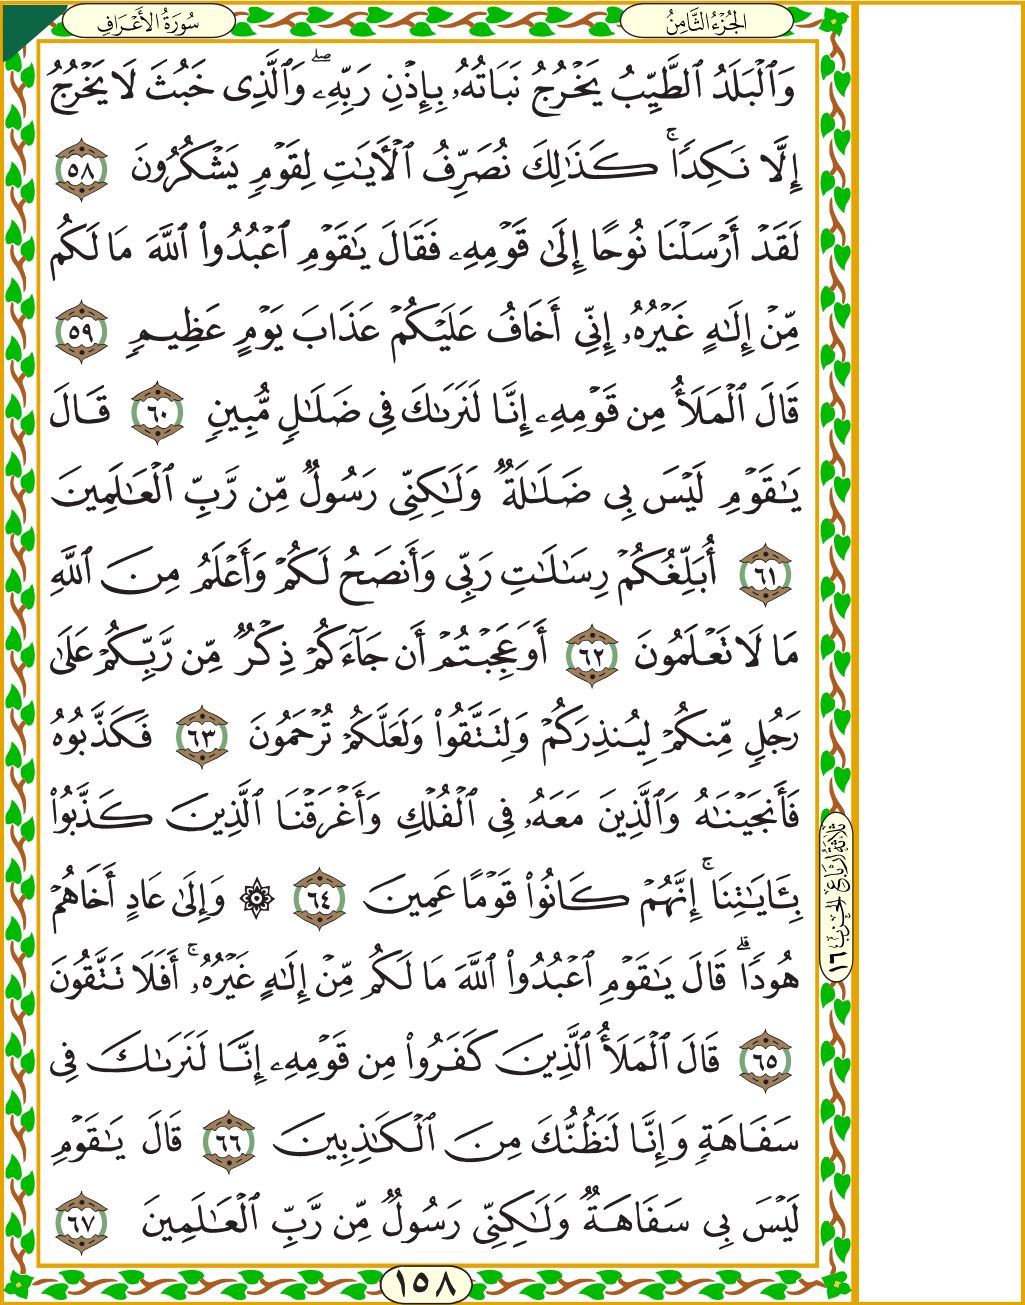 الجُزْءُ الثَّامِنُ
سُورَةُ الأَعْرَافِ
وَٱلْبَلَدُ ٱلطَّيِّبُ يَخْرُجُ نَبَاتُهُۥ بِإِذْنِ رَبِّهِۦۖ وَٱلَّذِى خَبُثَ لَا يَخْرُجُ
إِلَّا نَكِدٗاۚ كَذَٰلِكَ نُصَرِّفُ ٱلْأٓيَٰتِ لِقَوْمٖ يَشْكُرُونَ ٥٨
لَقَدْ أَرْسَلْنَا نُوحًا إِلَىٰ قَوْمِهِۦ فَقَالَ يَٰقَوْمِ ٱعْبُدُوا۟ ٱللَّهَ مَا لَكُم
مِّنْ إِلَٰهٍ غَيْرُهُۥٓ إِنِّىٓ أَخَافُ عَلَيْكُمْ عَذَابَ يَوْمٍ عَظِيمٖ ٥٩
قَالَ ٱلْمَلَأُ مِن قَوْمِهِۦٓ إِنَّا لَنَرَىٰكَ فِى ضَلَٰلٖ مُّبِينٖ ٦٠ قَالَ
يَٰقَوْمِ لَيْسَ بِى ضَلَٰلَةٞ وَلَٰكِنِّى رَسُولٞ مِّن رَّبِّ ٱلْعَٰلَمِينَ
٦١ أُبَلِّغُكُمْ رِسَٰلَٰتِ رَبِّى وَأَنصَحُ لَكُمْ وَأَعْلَمُ مِنَ ٱللَّهِ
مَا لَا تَعْلَمُونَ ٦٢ أَوَعَجِبْتُمْ أَن جَآءَكُمْ ذِكْرٞ مِّن رَّبِّكُمْ عَلَىٰ
رَجُلٖ مِّنكُمْ لِيُنذِرَكُمْ وَلِتَتَّقُوا۟ وَلَعَلَّكُمْ تُرْحَمُونَ ٦٣ فَكَذَّبُوهُ
فَأَنجَيْنَٰهُ وَٱلَّذِينَ مَعَهُۥ فِى ٱلْفُلْكِ وَأَغْرَقْنَا ٱلَّذِينَ كَذَّبُوا۟
بِـَٔايَٰتِنَآۚ إِنَّهُمْ كَانُوا۟ قَوْمًا عَمِينَ ٦٤ ۞ وَإِلَىٰ عَادٍ أَخَاهُمْ
هُودٗاۗ قَالَ يَٰقَوْمِ ٱعْبُدُوا۟ ٱللَّهَ مَا لَكُم مِّنْ إِلَٰهٍ غَيْرُهُۥٓۚ أَفَلَا تَتَّقُونَ
٦٥ قَالَ ٱلْمَلَأُ ٱلَّذِينَ كَفَرُوا۟ مِن قَوْمِهِۦٓ إِنَّا لَنَرَىٰكَ فِى
سَفَاهَةٖ وَإِنَّا لَنَظُنُّكَ مِنَ ٱلْكَٰذِبِينَ ٦٦ قَالَ يَٰقَوْمِ
لَيْسَ بِى سَفَاهَةٞ وَلَٰكِنِّى رَسُولٞ مِّن رَّبِّ ٱلْعَٰلَمِينَ ٦٧
ثلاثة أرباع الحزب ١٦
١٥٨